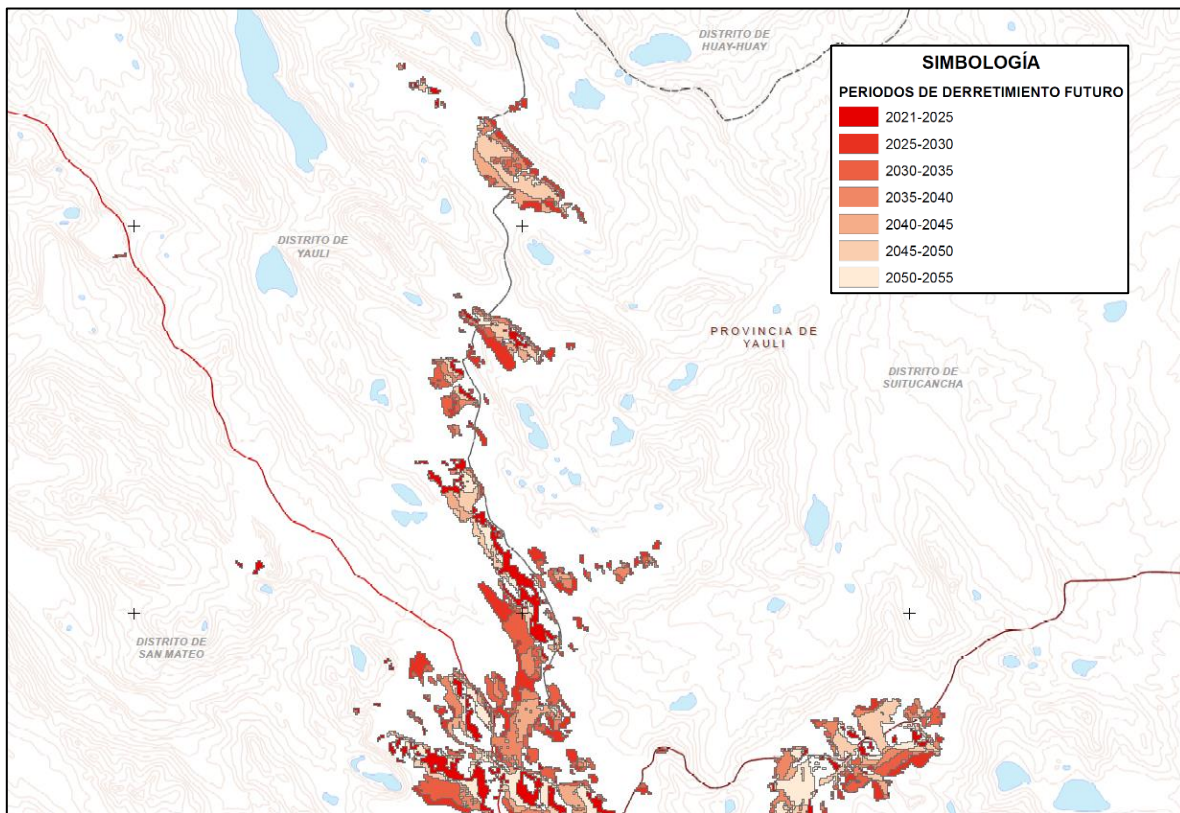 DISTRITO DE
HUAY-HUAY
SIMBOLOGÍA
PERIODOS DE DERRETIMIENTO FUTURO
2021-2025
2025-2030
2030-2035
2035-2040
2040-2045
2045-2050
2050-2055
DISTRITO DE
YAULI
PROVINCIA DE
YAULI
DISTRITO DE
SUITUCANCHA
DISTRITO DE
SAN MATEO